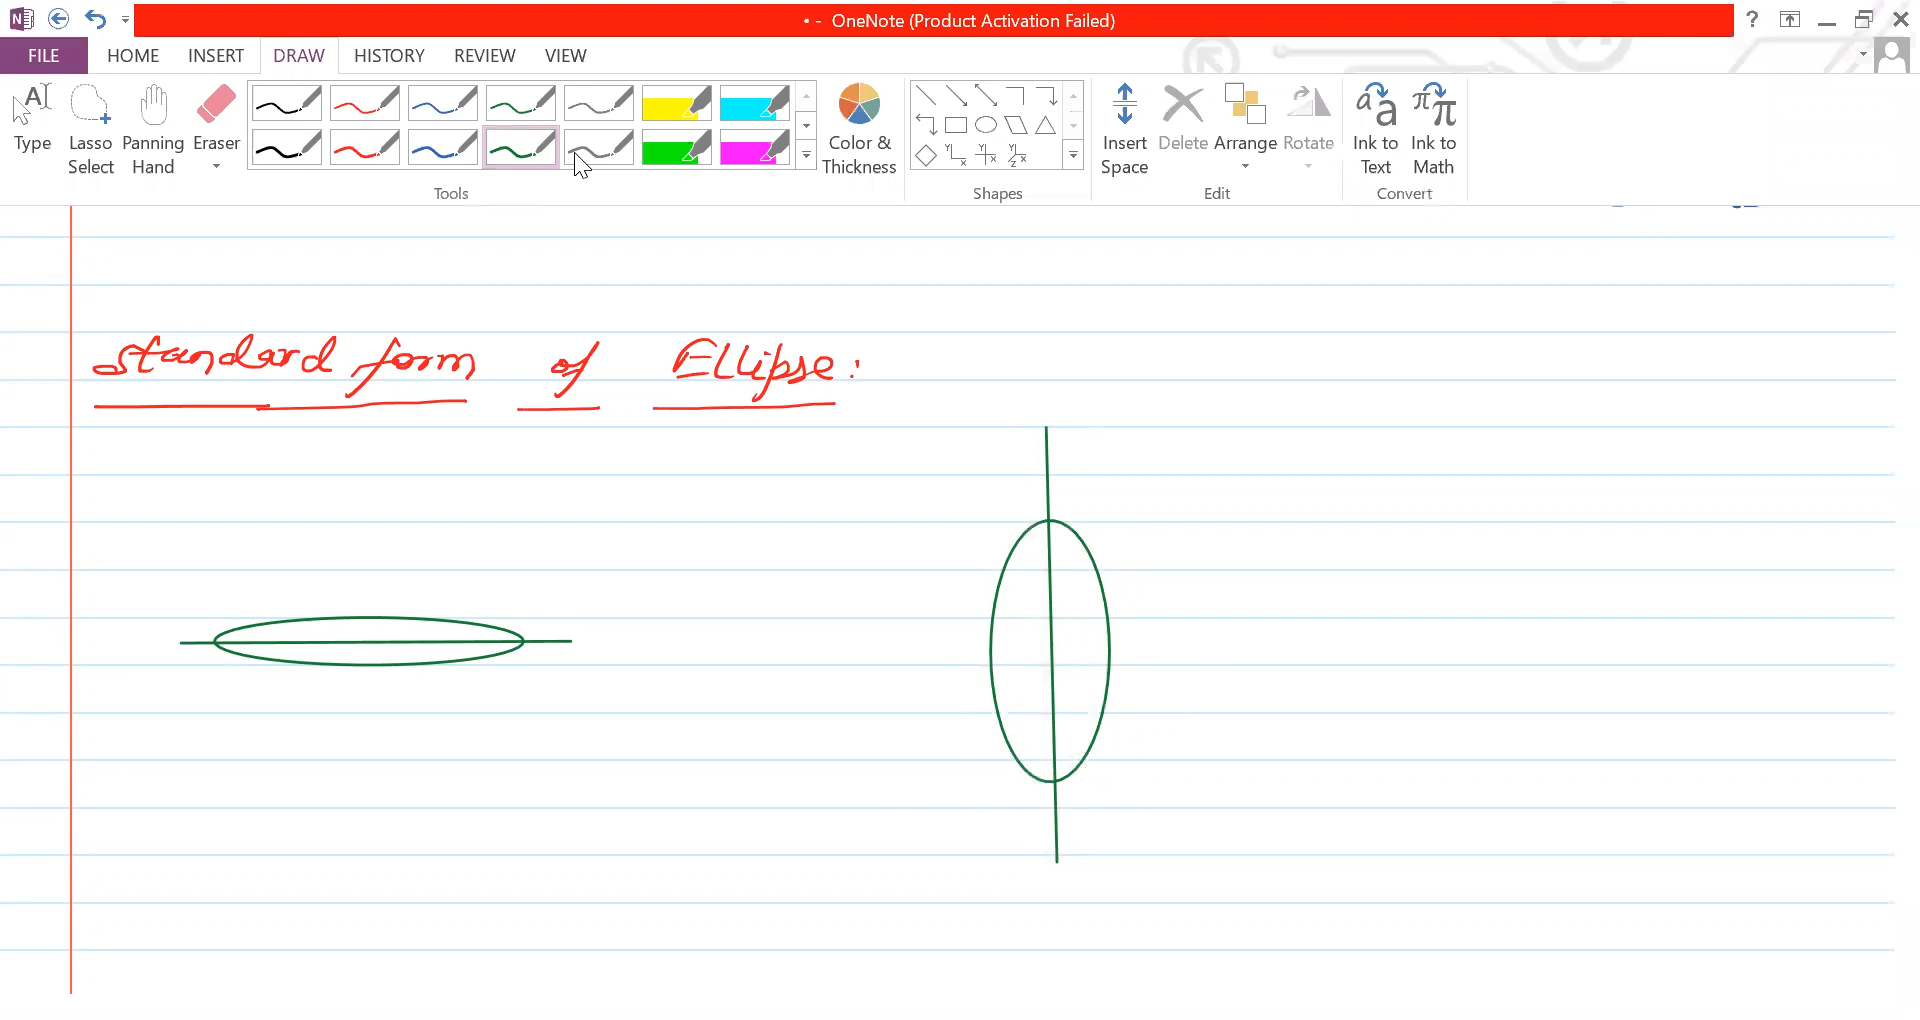 • - OneNote (Product Activation Failed)
FILE HOME INSERT DRAW HISTORY REVIEW VIEW
Type
Lasso Select
Panning Hand
Eraser
Color & Thickness
Insert Space
Delete
Arrange
Rotate
Ink to Text
Ink to Math
Tools
Shapes
Edit
Convert
Standard form of Ellipse: